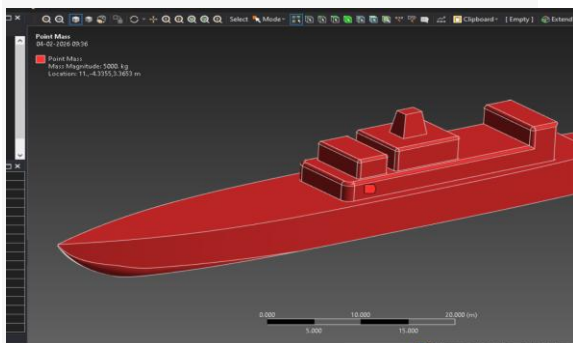 Select Mode Clipboard [ Empty ] Extend
Point Mass
04-02-2026 09:36
Point Mass
Mass Magnitude: 5000. kg
Location: 11.,-4.3355,3.3653 m
0.000 10.000 20.000 (m)
5.000 15.000